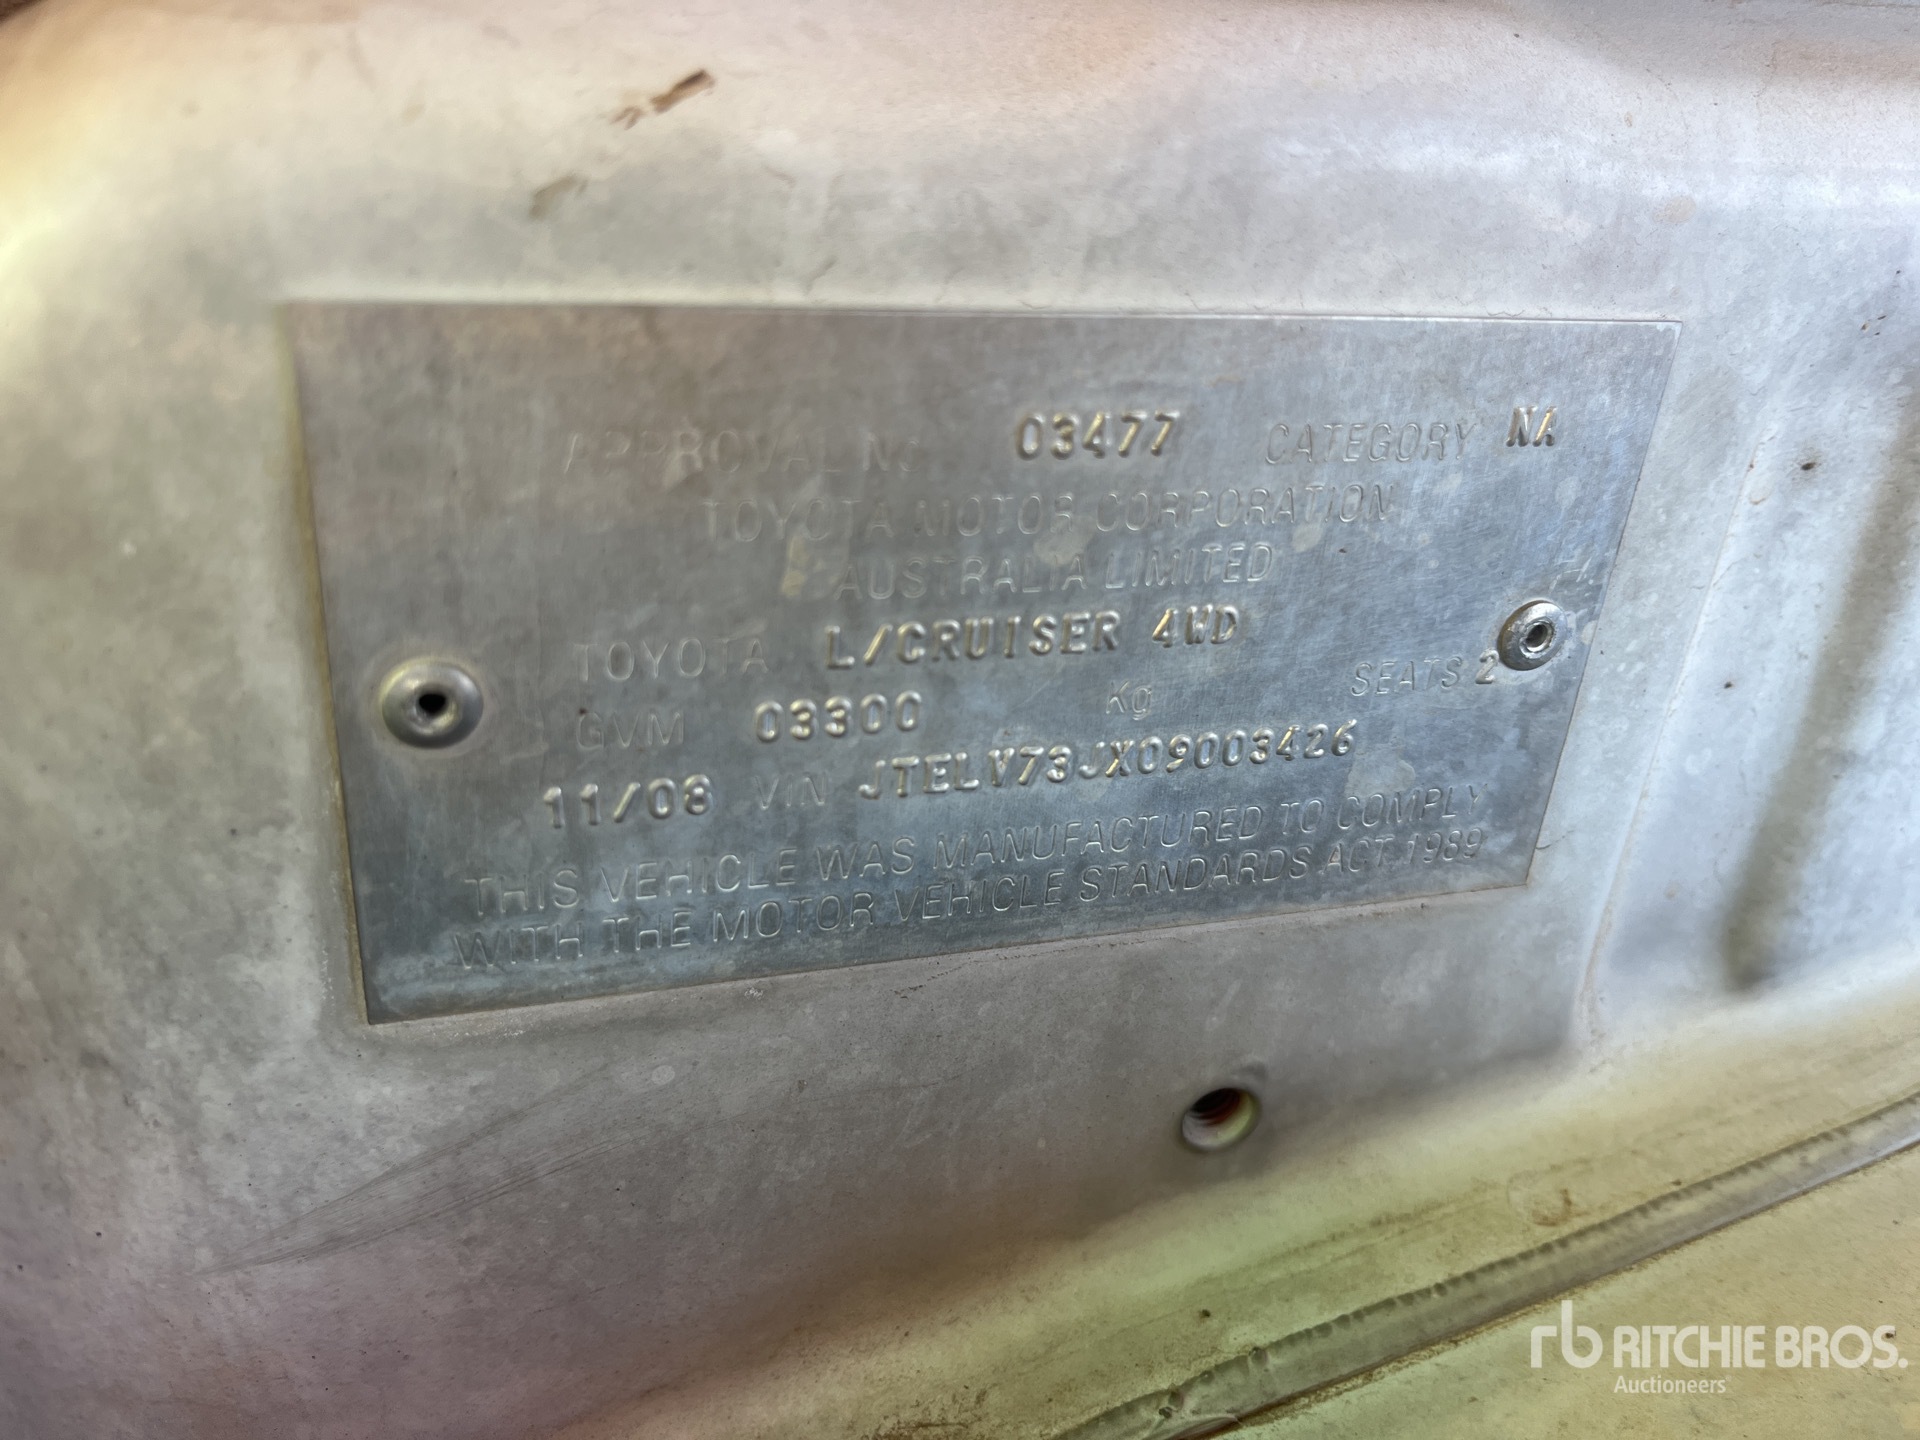 APPROVAL No 03477 CATEGORY NA
TOYOTA MOTOR CORPORATION
AUSTRALIA LIMITED
TOYOTA L/CRUISER 4WD
GVM 03300 Kg SEATS 2
11/08 VIN JTELV73JX09003426
THIS VEHICLE WAS MANUFACTURED TO COMPLY
WITH THE MOTOR VEHICLE STANDARDS ACT 1989
rb RITCHIE BROS.
Auctioneers